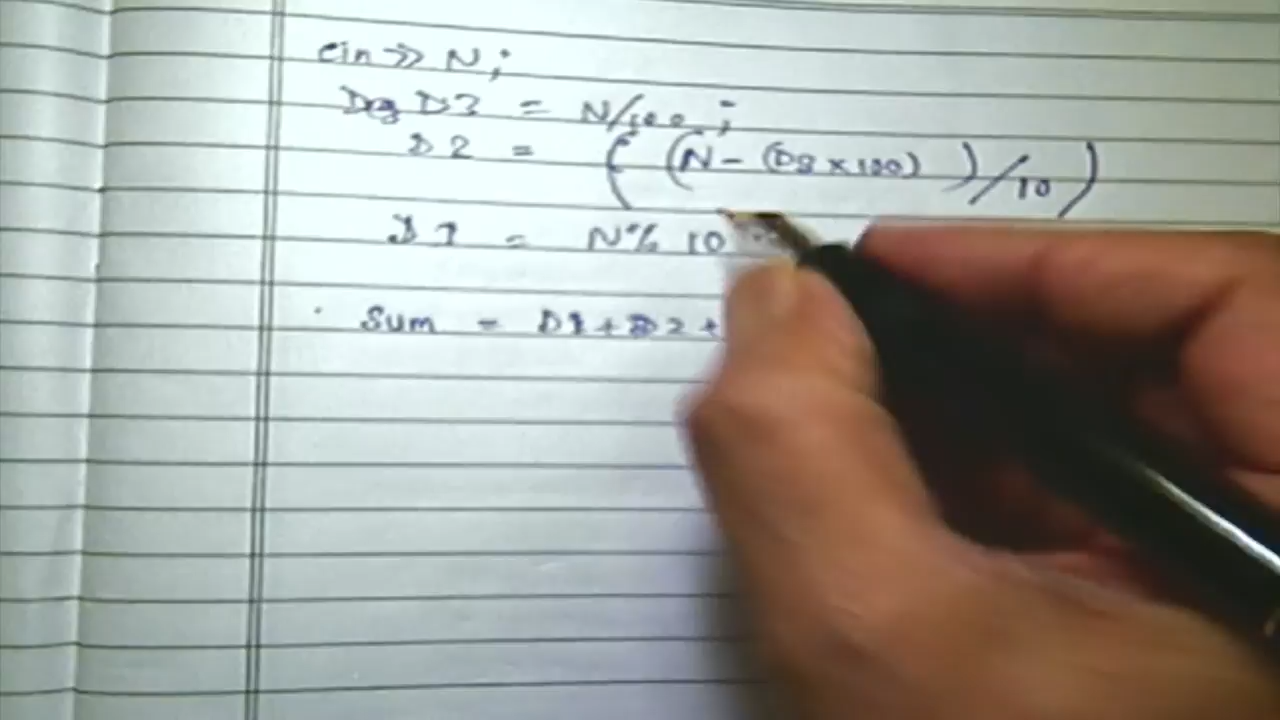 cin >> N;
D3 = N/100 ;
D2 = ( (N - (D3 x 100) )/10 )
D1 = N % 10
Sum = D1 + D2 +